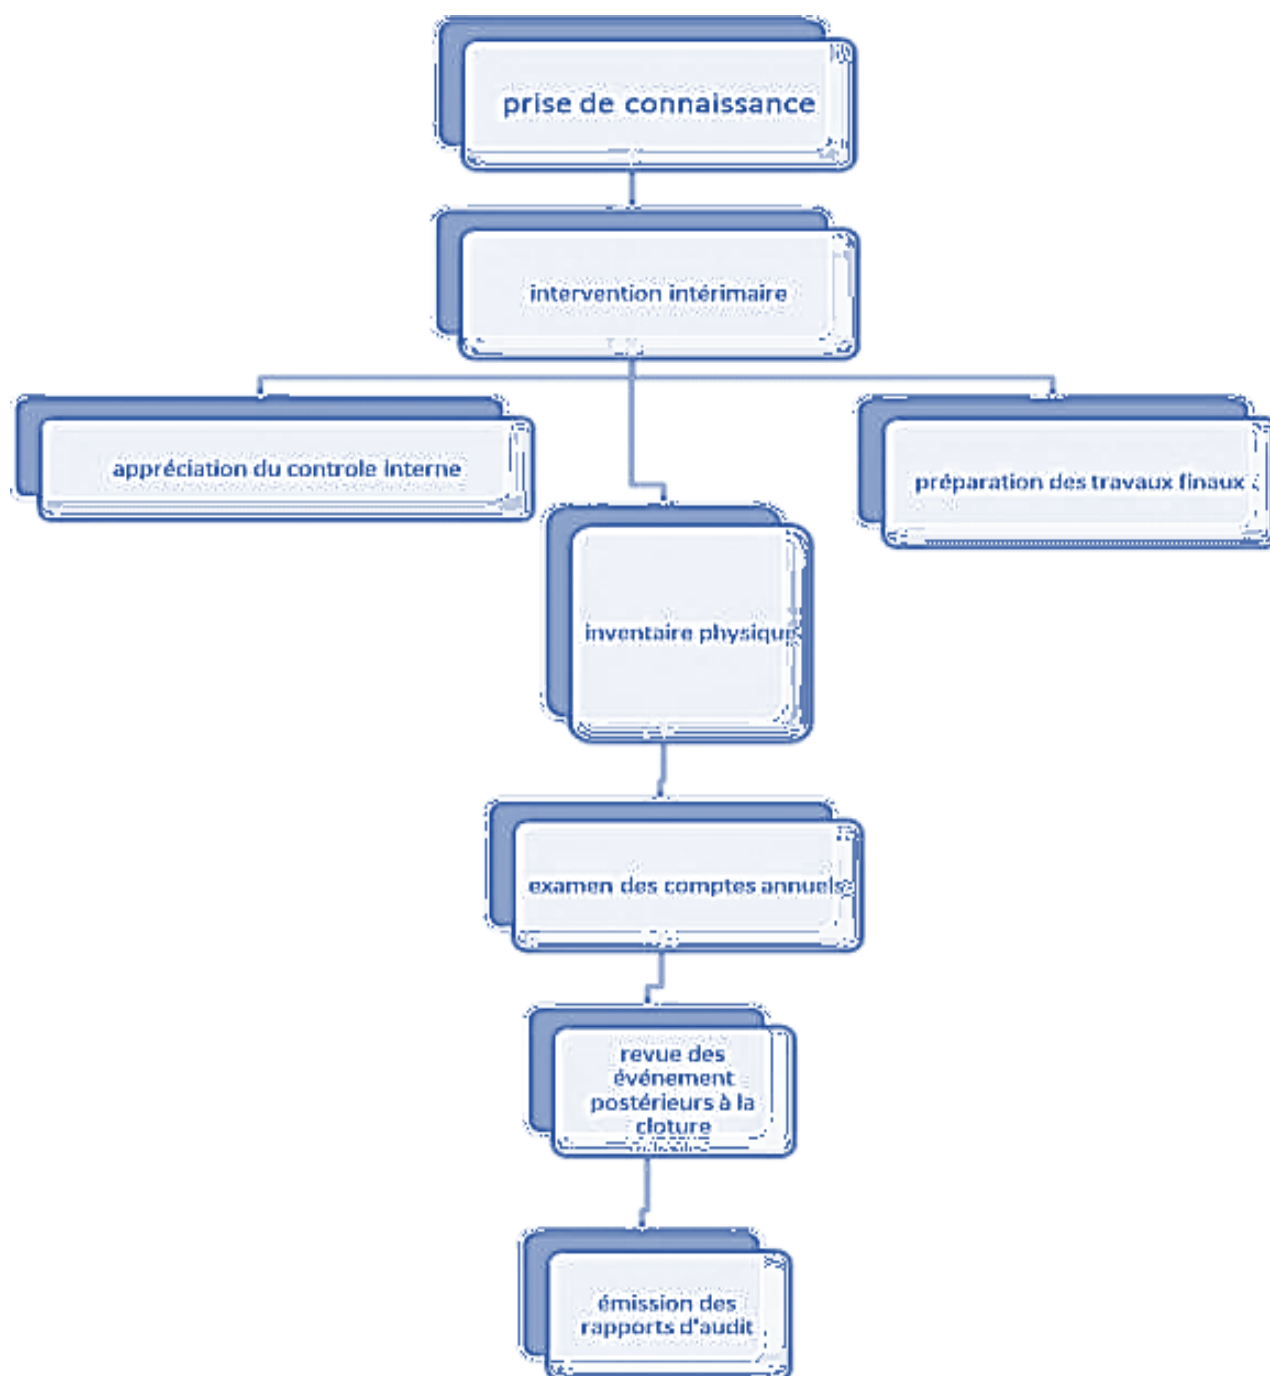 prise de connaissance
intervention intérimaire
appréciation du controle interne
préparation des travaux finaux
inventaire physique
examen des comptes annuels
revue des
événement
postérieurs à la
cloture
émission des
rapports d'audit